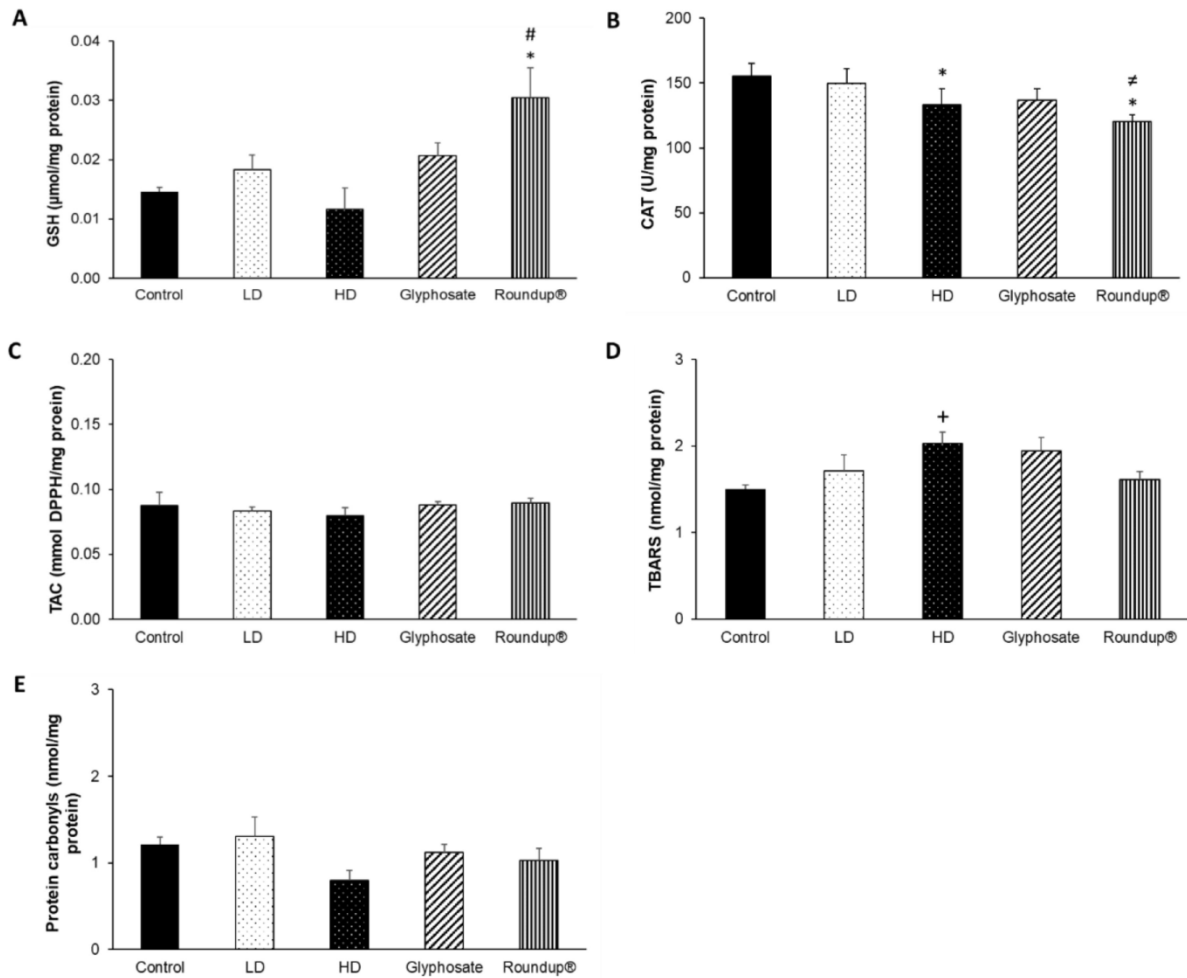 A
GSH (µmol/mg protein)
0.04
0.03
0.02
0.01
0.00
#
*
Control LD HD Glyphosate Roundup®
B
CAT (U/mg protein)
200
150
100
50
0
*
≠
*
Control LD HD Glyphosate Roundup®
C
TAC (mmol DPPH/mg proein)
0.20
0.15
0.10
0.05
0.00
Control LD HD Glyphosate Roundup®
D
TBARS (nmol/mg protein)
3
2
1
0
+
Control LD HD Glyphosate Roundup®
E
Protein carbonyls (nmol/mg
protein)
3
2
1
0
Control LD HD Glyphosate Roundup®